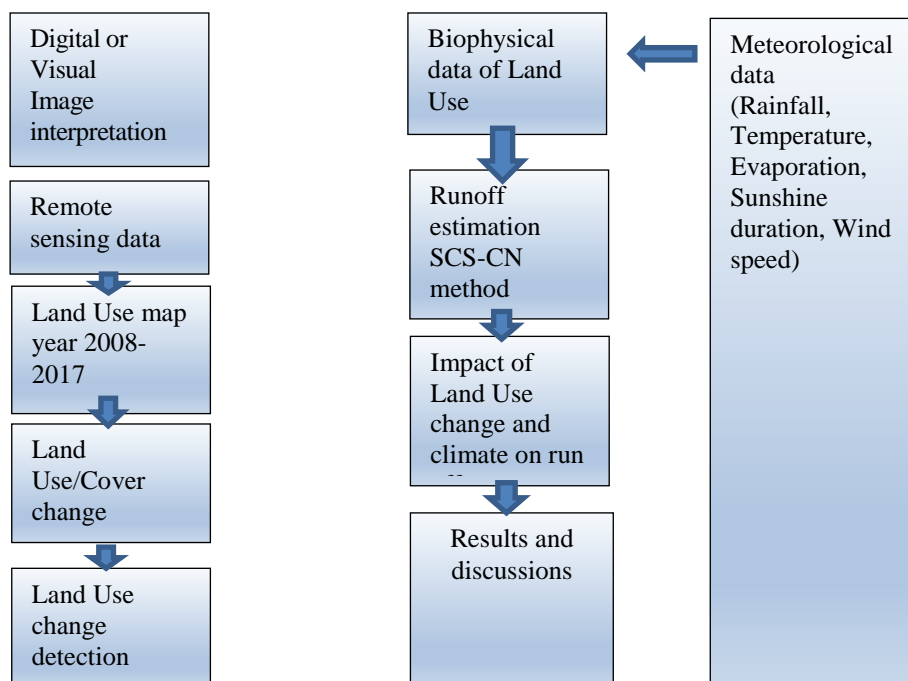 Digital or
Visual
Image
interpretation
Remote
sensing data
Land Use map
year 2008-
2017
Land
Use/Cover
change
Land Use
change
detection
Biophysical
data of Land
Use
Runoff
estimation
SCS-CN
method
Impact of
Land Use
change and
climate on run
Results and
discussions
Meteorological
data
(Rainfall,
Temperature,
Evaporation,
Sunshine
duration, Wind
speed)